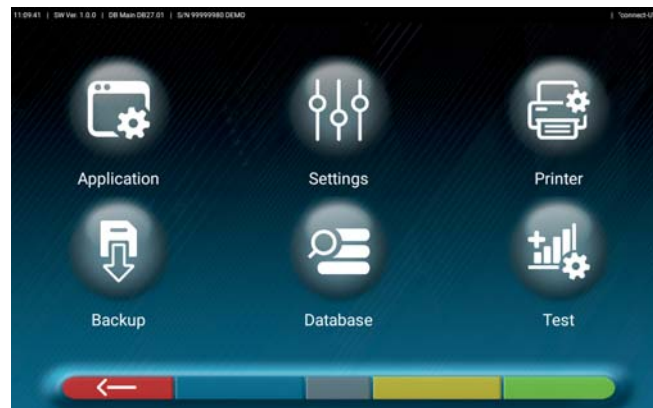 11:09:41 | SW Ver. 1.0.0 | DB Main DB27.01 | S/N 99999980 DEMO | "connect-U
Application Settings Printer
Backup Database Test